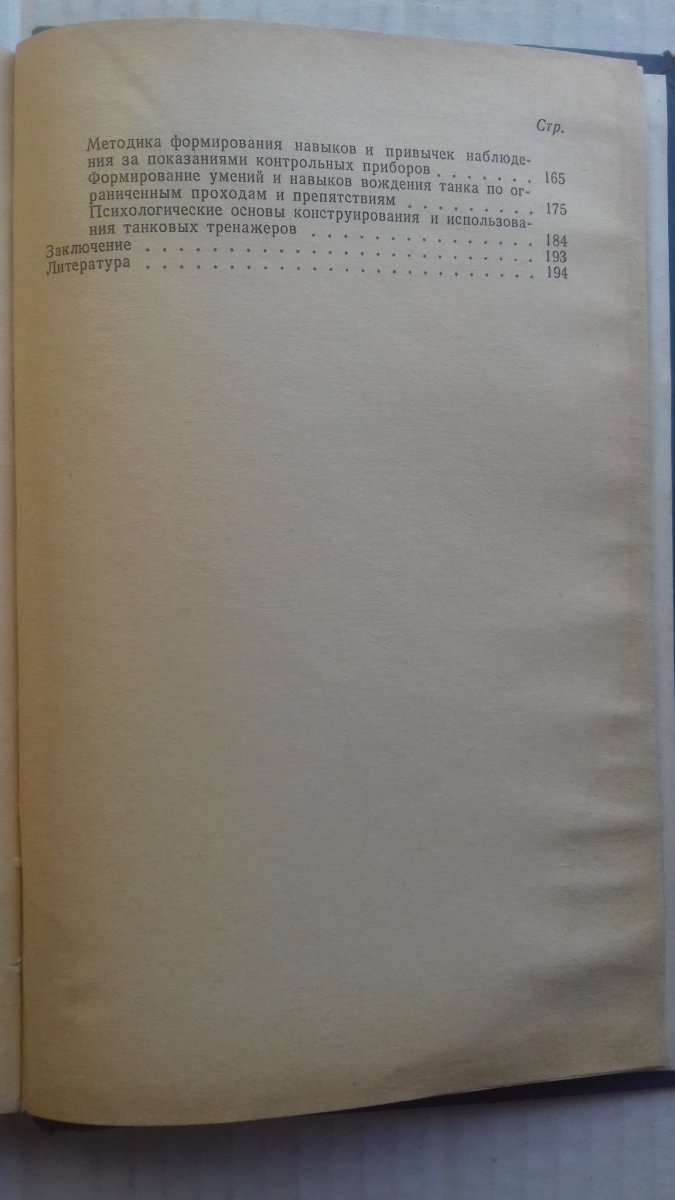 Стр.
Методика формирования навыков и привычек наблюде-
ния за показаниями контрольных приборов . . . . . . . 165
Формирование умений и навыков вождения танка по ог-
раниченным проходам и препятствиям . . . . . . . . . 175
Психологические основы конструирования и использова-
ния танковых тренажеров . . . . . . . . . . . . . . 184
Заключение . . . . . . . . . . . . . . . . . . . . . . . . 193
Литература . . . . . . . . . . . . . . . . . . . . . . . . 194